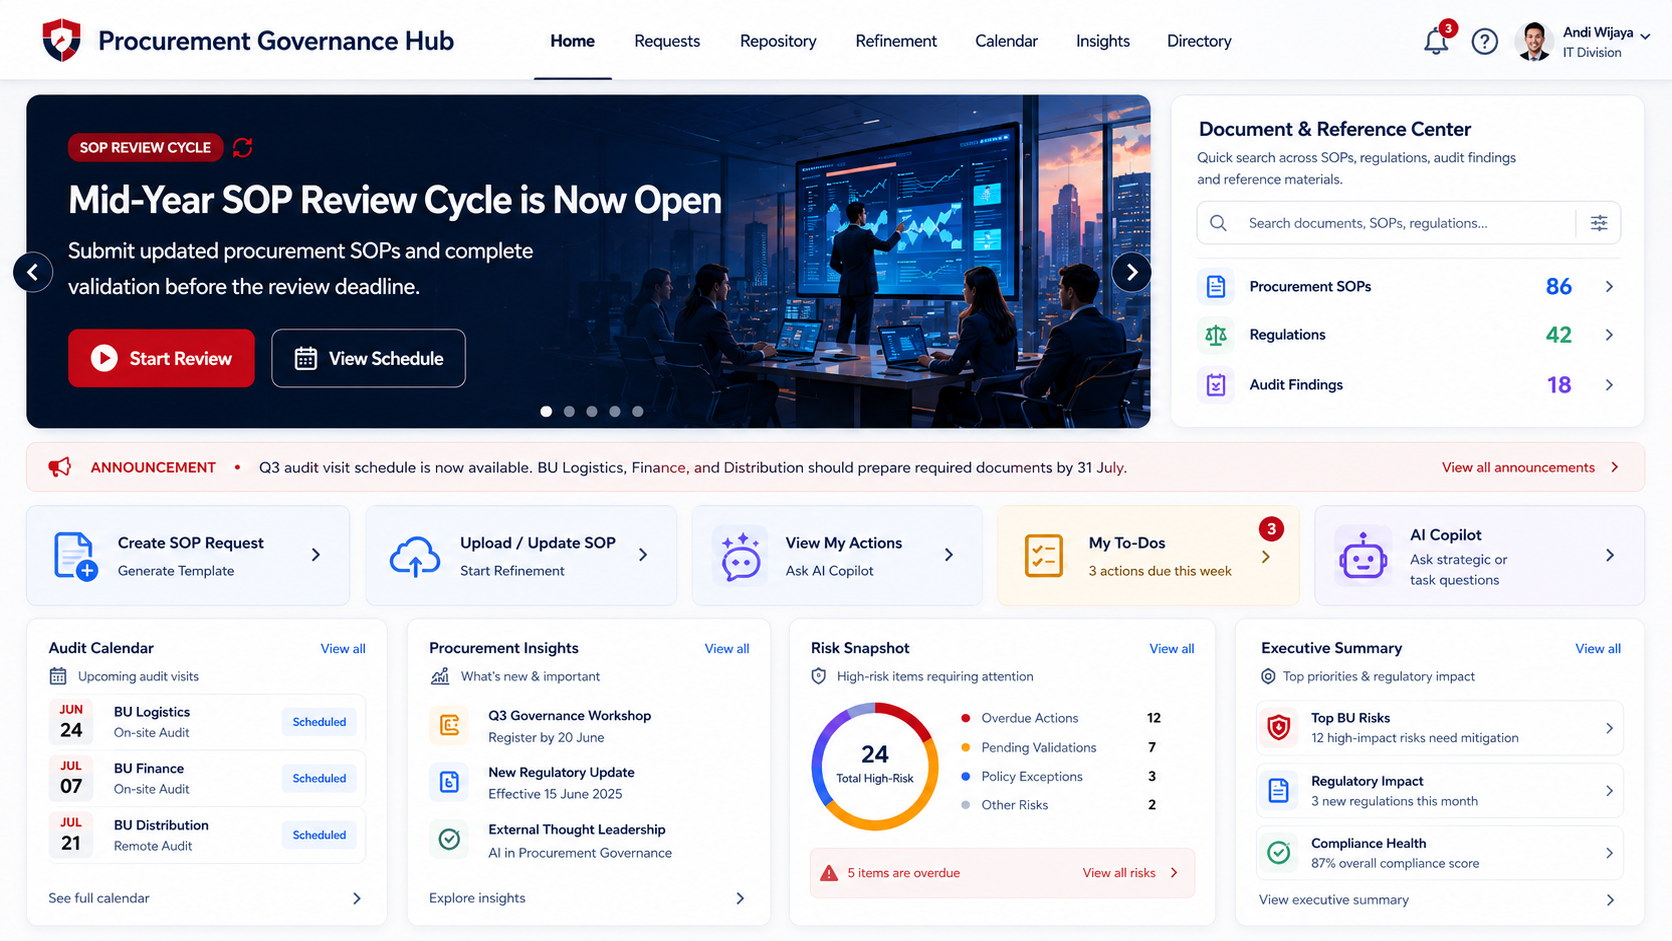 Procurement Governance Hub
Home
Requests
Repository
Refinement
Calendar
Insights
Directory
3
Andi Wijaya
IT Division
SOP REVIEW CYCLE
Mid-Year SOP Review Cycle is Now Open
Submit updated procurement SOPs and complete
validation before the review deadline.
Start Review
View Schedule
Document & Reference Center
Quick search across SOPs, regulations, audit findings
and reference materials.
Search documents, SOPs, regulations...
Procurement SOPs 86
Regulations 42
Audit Findings 18
ANNOUNCEMENT • Q3 audit visit schedule is now available. BU Logistics, Finance, and Distribution should prepare required documents by 31 July.
View all announcements
Create SOP Request
Generate Template
Upload / Update SOP
Start Refinement
View My Actions
Ask AI Copilot
My To-Dos
3 actions due this week
3
AI Copilot
Ask strategic or
task questions
Audit Calendar
View all
Upcoming audit visits
JUN
24
BU Logistics
On-site Audit
Scheduled
JUL
07
BU Finance
On-site Audit
Scheduled
JUL
21
BU Distribution
Remote Audit
Scheduled
See full calendar
Procurement Insights
View all
What's new & important
Q3 Governance Workshop
Register by 20 June
New Regulatory Update
Effective 15 June 2025
External Thought Leadership
AI in Procurement Governance
Explore insights
Risk Snapshot
View all
High-risk items requiring attention
24
Total High-Risk
Overdue Actions 12
Pending Validations 7
Policy Exceptions 3
Other Risks 2
5 items are overdue
View all risks
Executive Summary
View all
Top priorities & regulatory impact
Top BU Risks
12 high-impact risks need mitigation
Regulatory Impact
3 new regulations this month
Compliance Health
87% overall compliance score
View executive summary